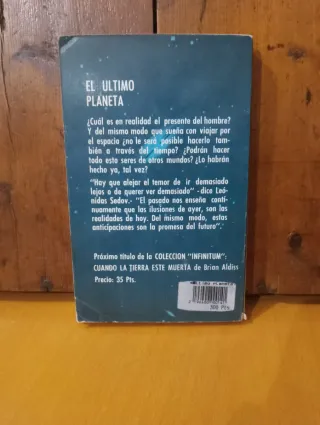 EL ULTIMO
PLANETA
¿Cuál es en realidad el presente del hombre?
Y del mismo modo que sueña con viajar por
el espacio ¿no le será posible hacerlo tam-
bién a través del tiempo? ¿Podrán hacer
todo esto seres de otros mundos? ¿Lo habrán
hecho ya, tal vez?
"Hay que alejar el temor de ir demasiado
lejos o de querer ver demasiado" -dice Leó-
nidas Sedov.- "El pasado nos enseña conti-
nuamente que las ilusiones de ayer, son las
realidades de hoy. Del mismo modo, estas
anticipaciones son la promesa del futuro".
Próximo título de la COLECCION "INFINITUM":
CUANDO LA TIERRA ESTE MUERTA de Brian Aldiss
Precio: 35 Pts.